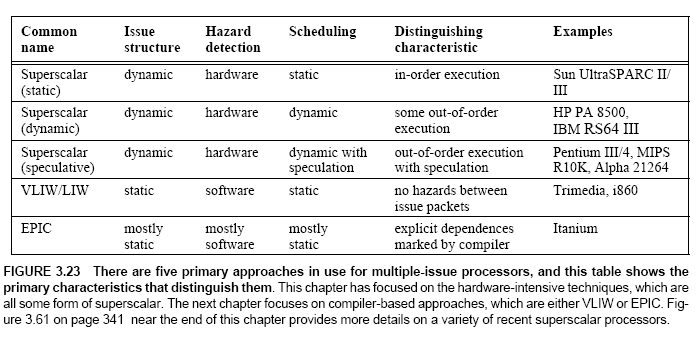 Common name Issue structure Hazard detection Scheduling Distinguishing characteristic Examples
Superscalar (static) dynamic hardware static in-order execution Sun UltraSPARC II/ III
Superscalar (dynamic) dynamic hardware dynamic some out-of-order execution HP PA 8500, IBM RS64 III
Superscalar (speculative) dynamic hardware dynamic with speculation out-of-order execution with speculation Pentium III/4, MIPS R10K, Alpha 21264
VLIW/LIW static software static no hazards between issue packets Trimedia, i860
EPIC mostly static mostly software mostly static explicit dependences marked by compiler Itanium
FIGURE 3.23 There are five primary approaches in use for multiple-issue processors, and this table shows the
primary characteristics that distinguish them. This chapter has focused on the hardware-intensive techniques, which are
all some form of superscalar. The next chapter focuses on compiler-based approaches, which are either VLIW or EPIC. Fig-
ure 3.61 on page 341 near the end of this chapter provides more details on a variety of recent superscalar processors.